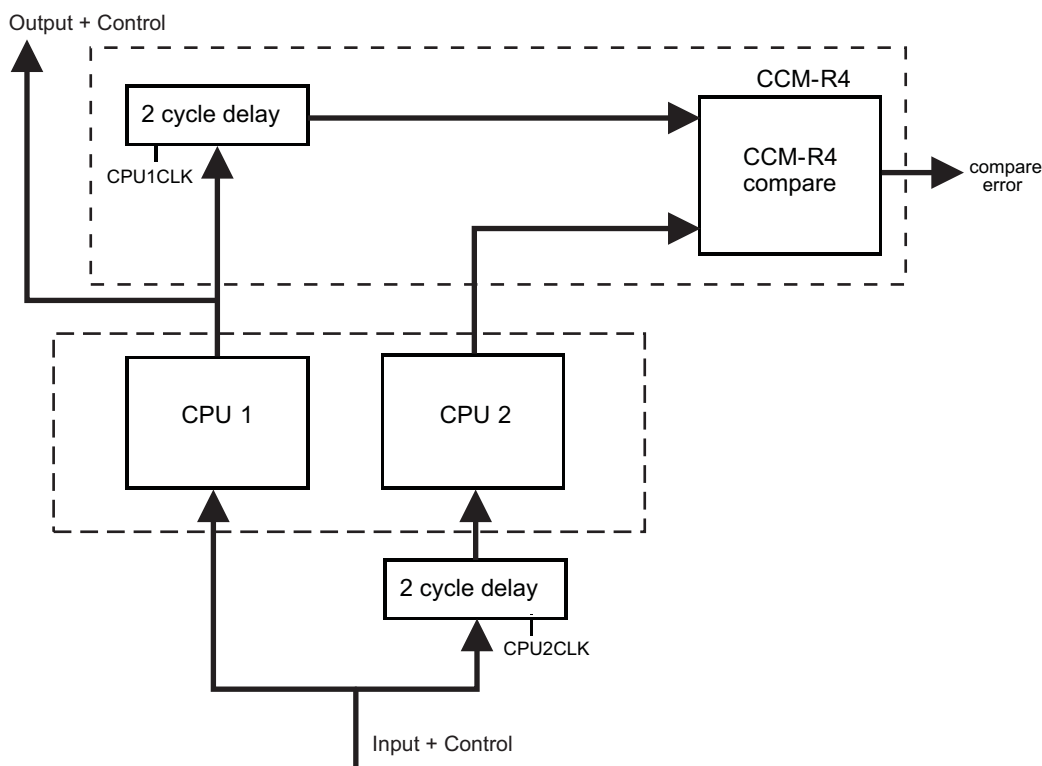 Output + Control
CCM-R4
2 cycle delay
CPU1CLK
CCM-R4
compare
compare
error
CPU 1
CPU 2
2 cycle delay
CPU2CLK
Input + Control